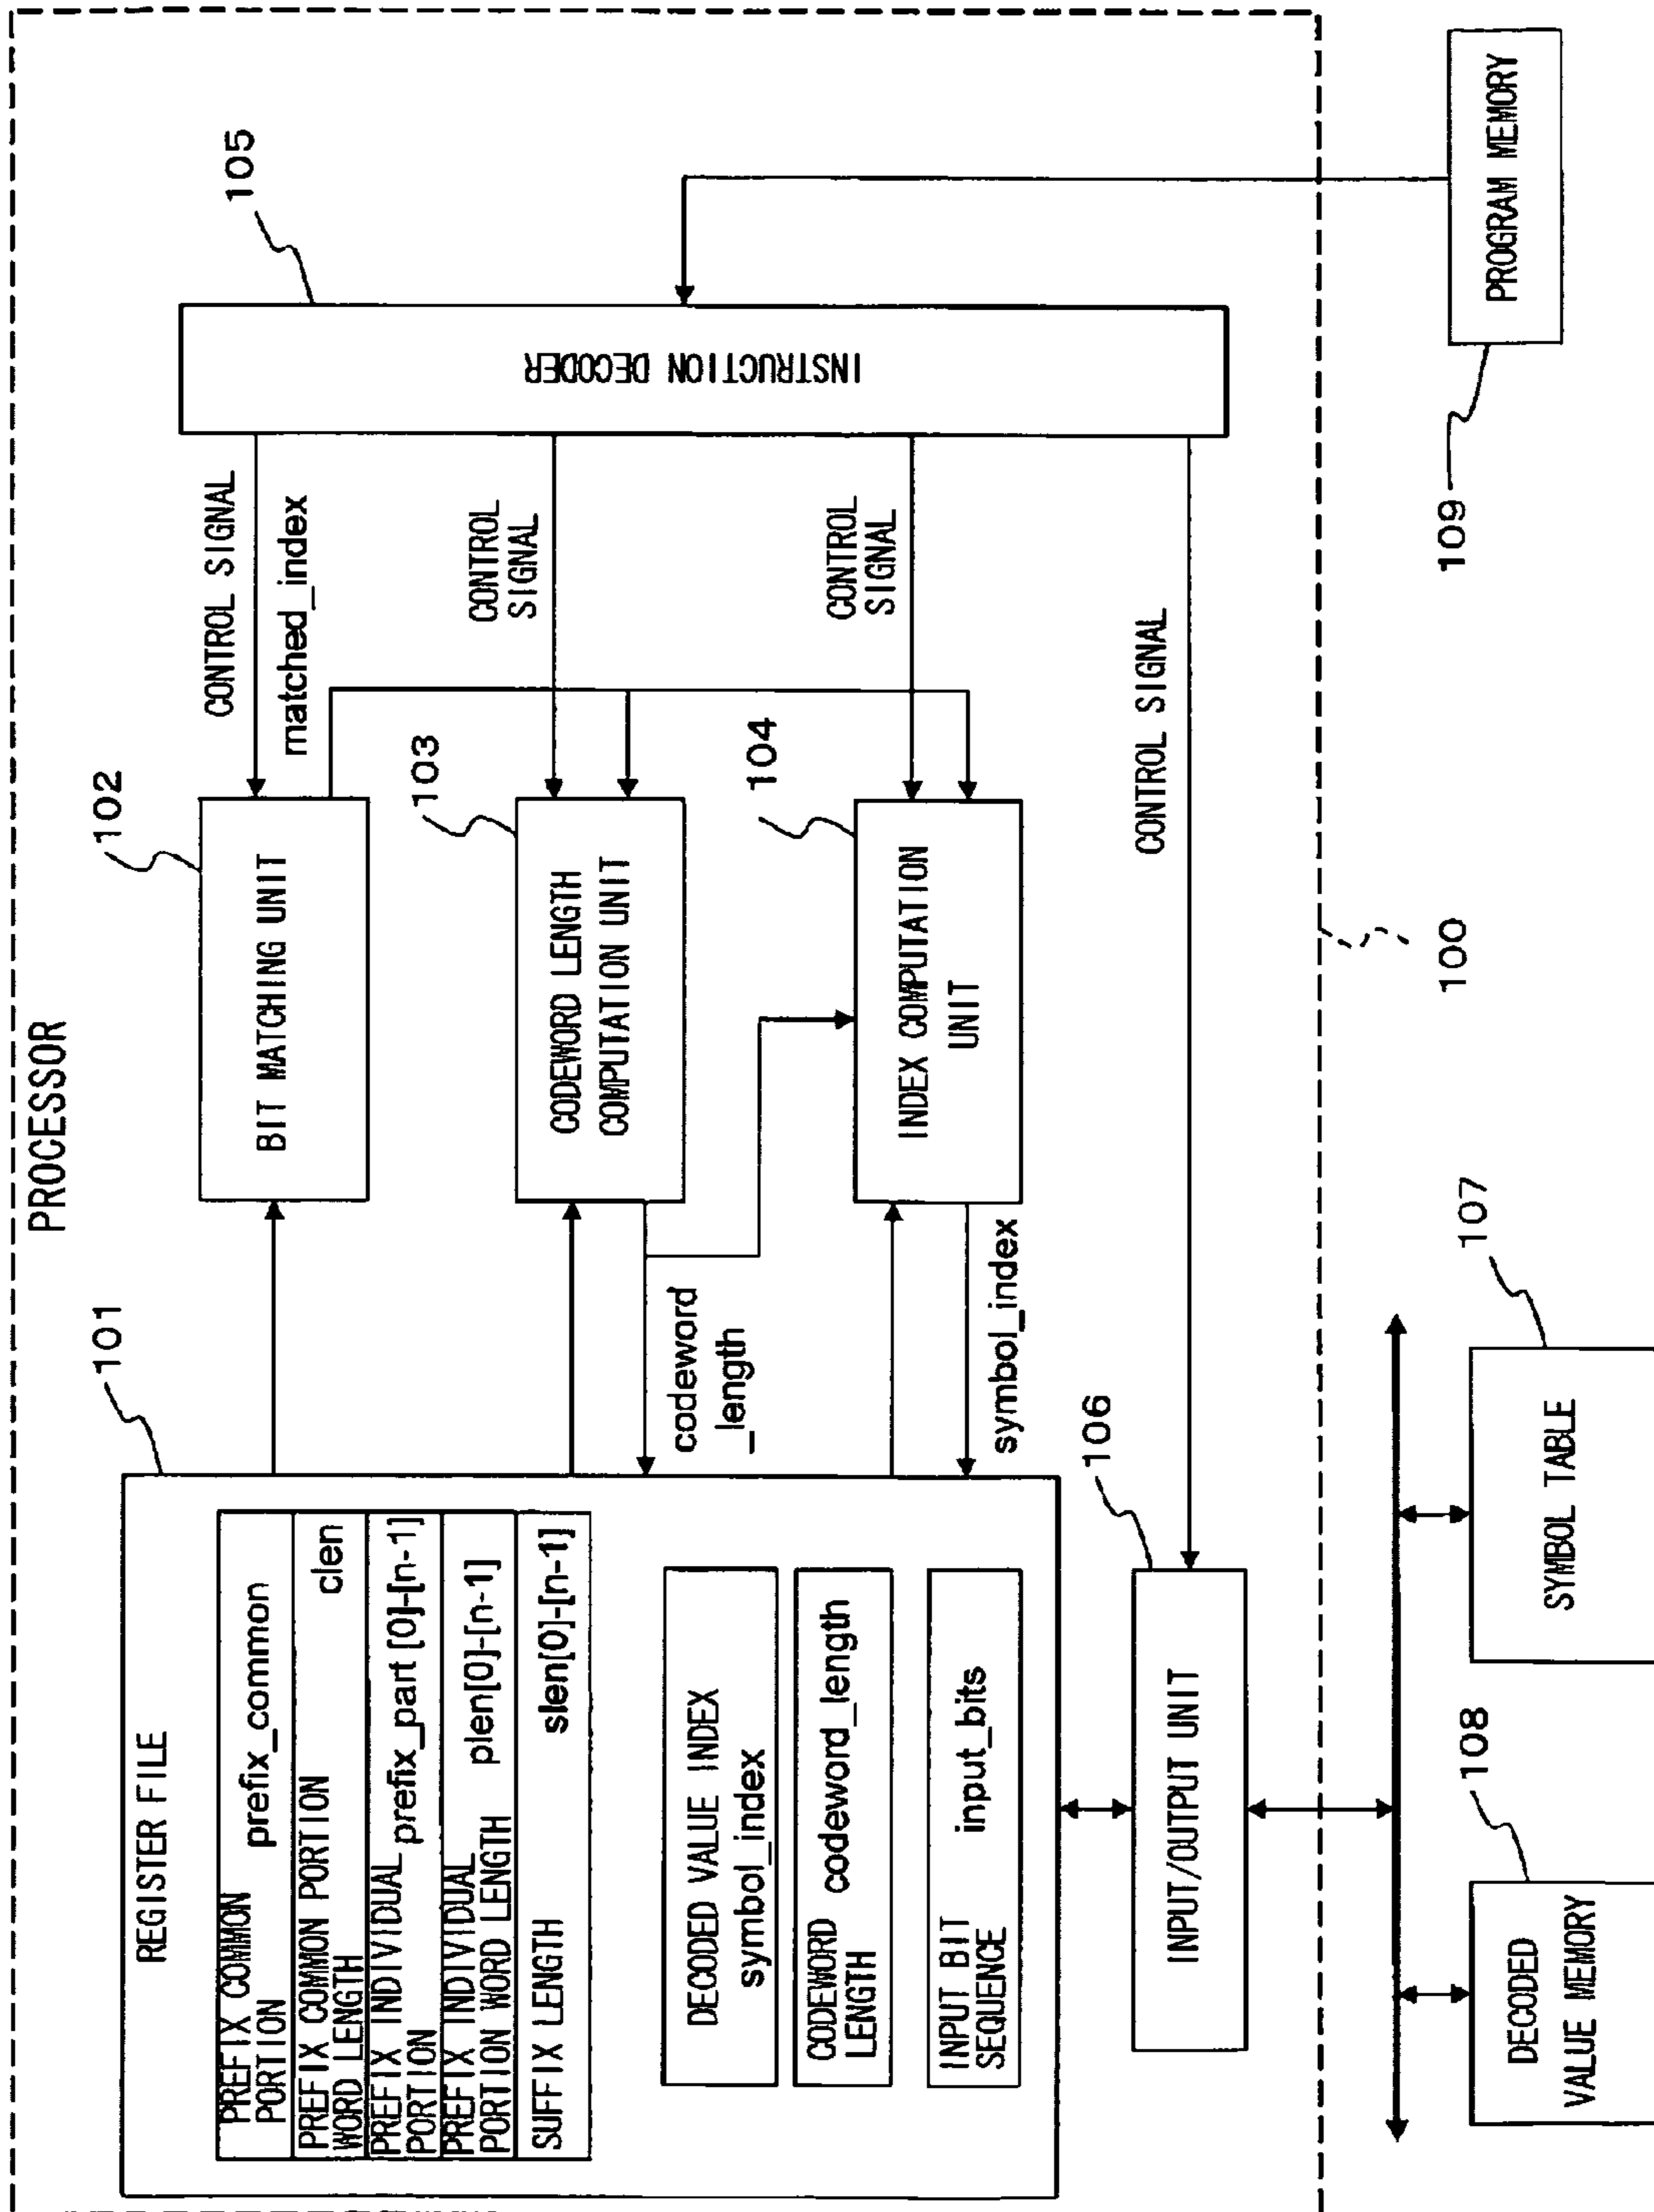 PROCESSOR
101
REGISTER FILE
PREFIX COMMON
PORTION
prefix_common
PREFIX COMMON PORTION
WORD LENGTH
clen
PREFIX INDIVIDUAL
PORTION
prefix_part [0]-[n-1]
PREFIX INDIVIDUAL
PORTION WORD LENGTH
plen[0]-[n-1]
SUFFIX LENGTH
slen[0]-[n-1]
DECODED VALUE INDEX
symbol_index
CODEWORD
LENGTH
codeword_length
INPUT BIT
SEQUENCE
input_bits
102
BIT MATCHING UNIT
CONTROL SIGNAL
matched_index
103
CODEWORD LENGTH
COMPUTATION UNIT
CONTROL
SIGNAL
codeword
_length
104
INDEX COMPUTATION
UNIT
CONTROL
SIGNAL
symbol_index
105
INSTRUCTION DECODER
CONTROL SIGNAL
106
INPUT/OUTPUT UNIT
100
107
SYMBOL TABLE
108
DECODED
VALUE MEMORY
109
PROGRAM MEMORY